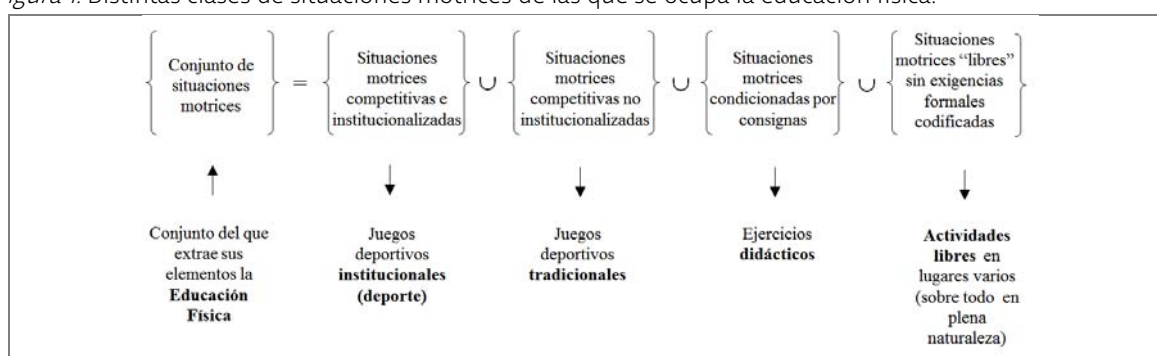 igura 1. Distintas clases de situaciones motrices de las que se ocupa la educación física.
Conjunto de
situaciones
motrices
=
Situaciones
motrices
competitivas e
institucionalizadas
∪
Situaciones
motrices
competitivas no
institucionalizadas
∪
Situaciones
motrices
condicionadas por
consignas
∪
Situaciones
motrices “libres”
sin exigencias
formales
codificadas
Conjunto del que
extrae sus
elementos la
Educación
Física
Juegos
deportivos
institucionales
(deporte)
Juegos
deportivos
tradicionales
Ejercicios
didácticos
Actividades
libres en
lugares varios
(sobre todo en
plena
naturaleza)